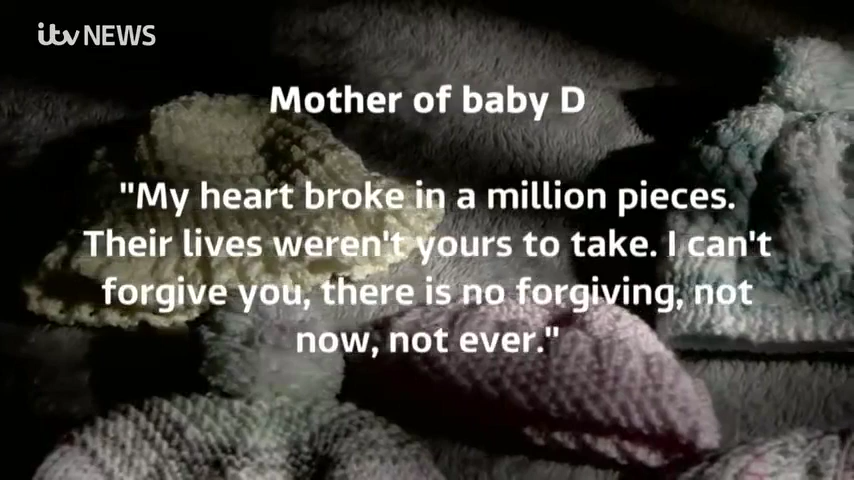 itv NEWS
Mother of baby D
"My heart broke in a million pieces.
Their lives weren't yours to take. I can't
forgive you, there is no forgiving, not
now, not ever."